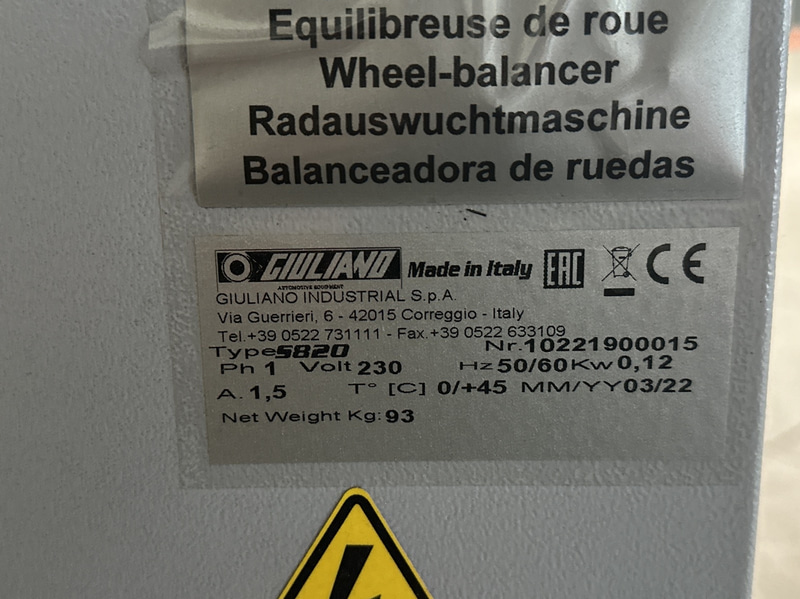 Equilibreuse de roue
Wheel-balancer
Radauswuchtmaschine
Balanceadora de ruedas
GIULIANO Made in Italy EAC CE
AUTOMOTIVE EQUIPMENT
GIULIANO INDUSTRIAL S.p.A.
Via Guerrieri, 6 - 42015 Correggio - Italy
Tel.+39 0522 731111 - Fax.+39 0522 633109
Type S820 Nr.10221900015
Ph 1 Volt 230 Hz 50/60 Kw 0,12
A. 1,5 T° [C] 0/+45 MM/YY 03/22
Net Weight Kg: 93